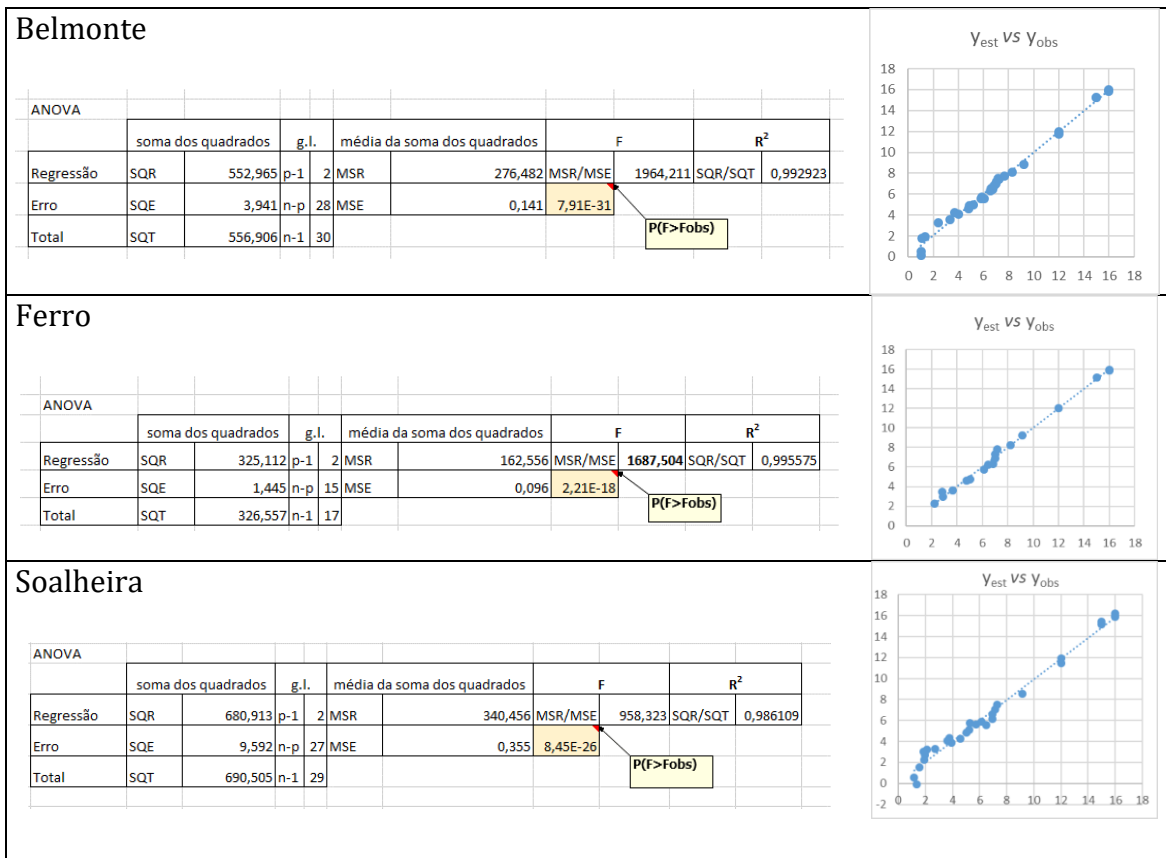 Belmonte
y_est vs y_obs
18
16
14
12
10
8
6
4
2
0
0 2 4 6 8 10 12 14 16 18
ANOVA
soma dos quadrados g.l. média da soma dos quadrados F R²
Regressão SQR 552,965 p-1 2 MSR 276,482 MSR/MSE 1964,211 SQR/SQT 0,992923
Erro SQE 3,941 n-p 28 MSE 0,141 7,91E-31
P(F>Fobs)
Total SQT 556,906 n-1 30
Ferro
y_est vs y_obs
18
16
14
12
10
8
6
4
2
0
0 2 4 6 8 10 12 14 16 18
ANOVA
soma dos quadrados g.l. média da soma dos quadrados F R²
Regressão SQR 325,112 p-1 2 MSR 162,556 MSR/MSE 1687,504 SQR/SQT 0,995575
Erro SQE 1,445 n-p 15 MSE 0,096 2,21E-18
P(F>Fobs)
Total SQT 326,557 n-1 17
Soalheira
y_est vs y_obs
18
16
14
12
10
8
6
4
2
0
-2
0 2 4 6 8 10 12 14 16 18
ANOVA
soma dos quadrados g.l. média da soma dos quadrados F R²
Regressão SQR 680,913 p-1 2 MSR 340,456 MSR/MSE 958,323 SQR/SQT 0,986109
Erro SQE 9,592 n-p 27 MSE 0,355 8,45E-26
P(F>Fobs)
Total SQT 690,505 n-1 29